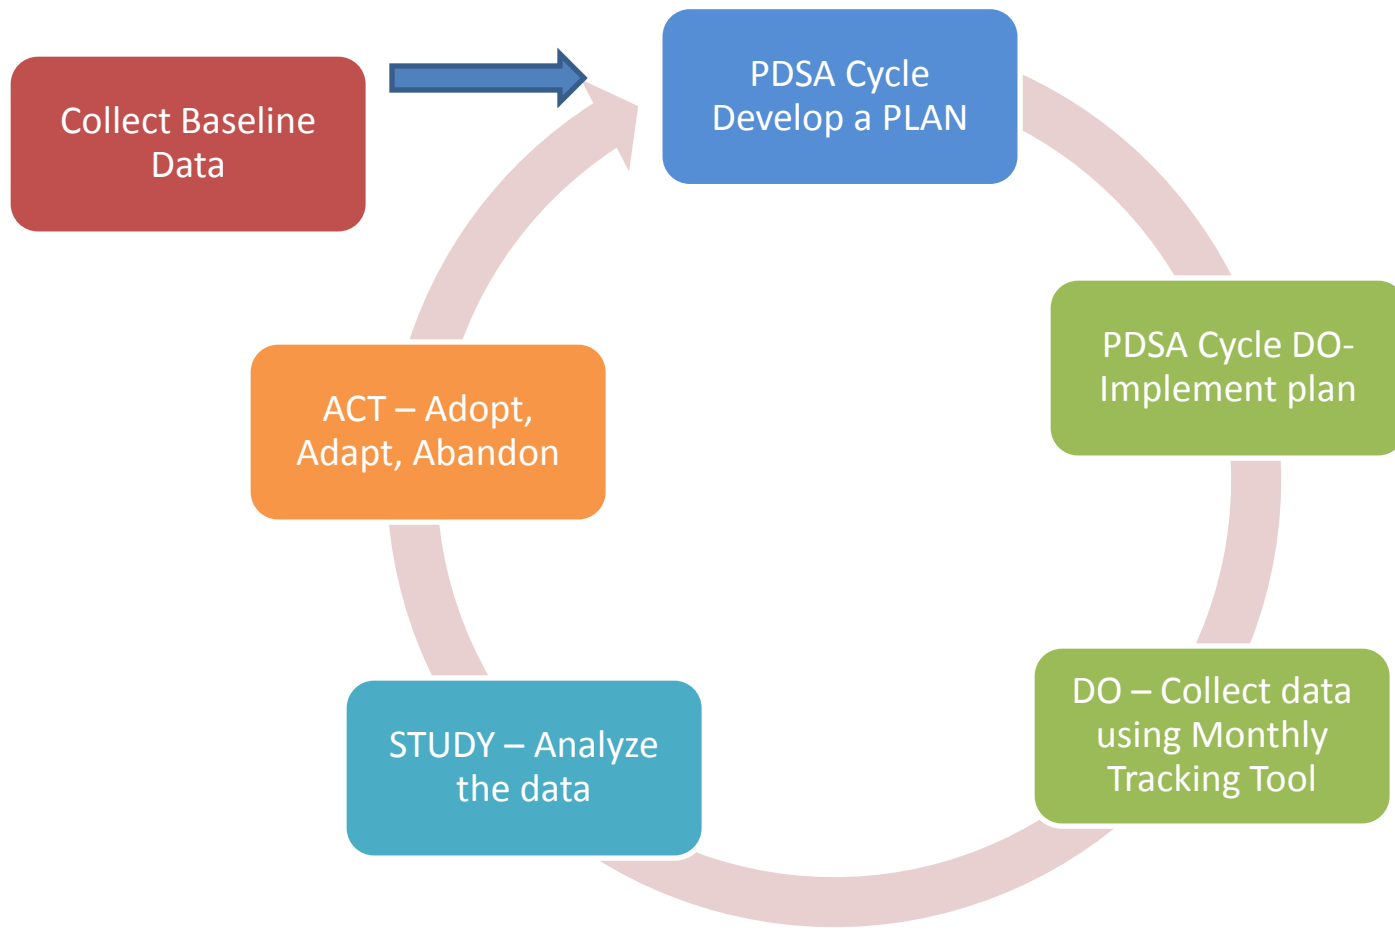 Collect Baseline
Data
PDSA Cycle
Develop a PLAN
PDSA Cycle DO-
Implement plan
DO – Collect data
using Monthly
Tracking Tool
STUDY – Analyze
the data
ACT – Adopt,
Adapt, Abandon